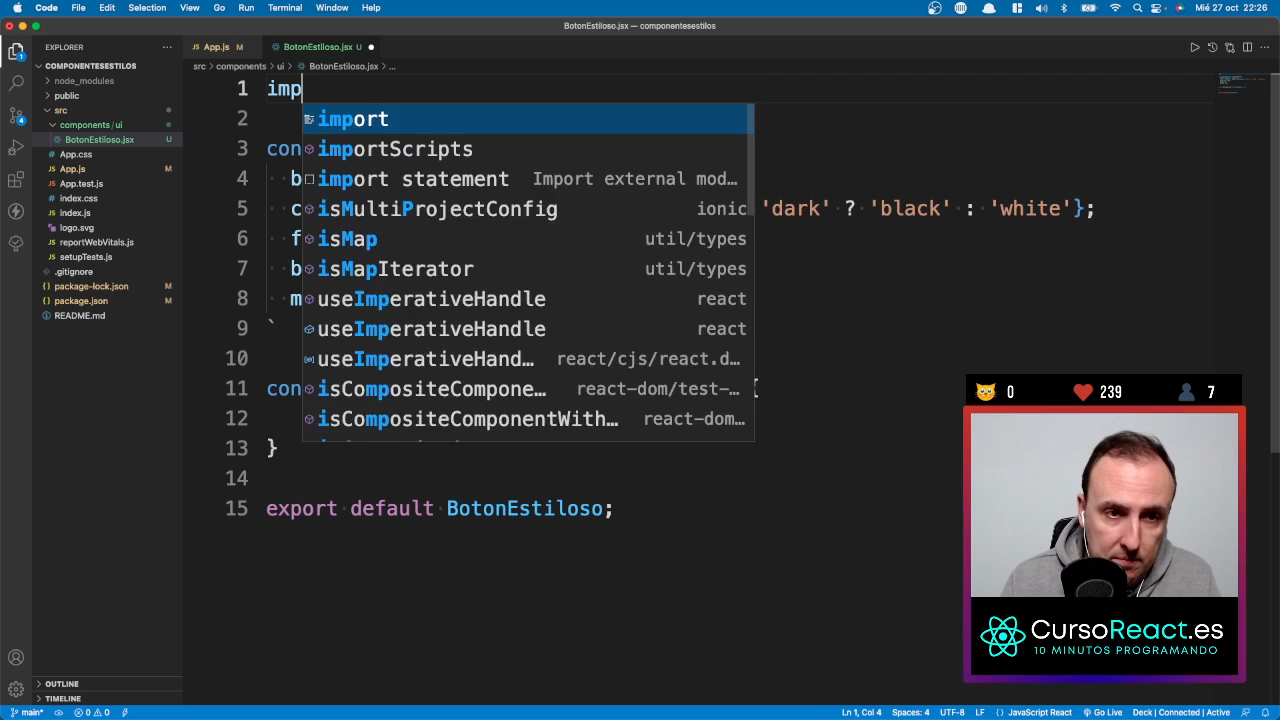 Code File Edit Selection View Go Run Terminal Window Help Mié 27 oct 22:26
BotonEstiloso.jsx — componentesestilos
EXPLORER
COMPONENTESESTILOS
node_modules
public
src
components / ui
BotonEstiloso.jsx U
App.css
App.js M
App.test.js
index.css
index.js
logo.svg
reportWebVitals.js
setupTests.js
.gitignore
package-lock.json M
package.json M
README.md
OUTLINE
TIMELINE
App.js M BotonEstiloso.jsx U
src > components > ui > BotonEstiloso.jsx > ...
1 imp
2
3 con
4 b
5 c 'dark' ? 'black' : 'white'};
6 f
7 b
8 m
9 `
10
11 con {
12
13 }
14
15 export default BotonEstiloso;
import
importScripts
import statement Import external mod…
isMultiProjectConfig ionic
isMap util/types
isMapIterator util/types
useImperativeHandle react
useImperativeHandle react
useImperativeHand… react/cjs/react.d…
isCompositeCompone… react-dom/test-…
isCompositeComponentWith… react-dom…
0 239 7
CursoReact.es
10 MINUTOS PROGRAMANDO
1
4
main* 0 0 Ln 1, Col 4 Spaces: 4 UTF-8 LF {} JavaScript React Go Live Deck | Connected | Active